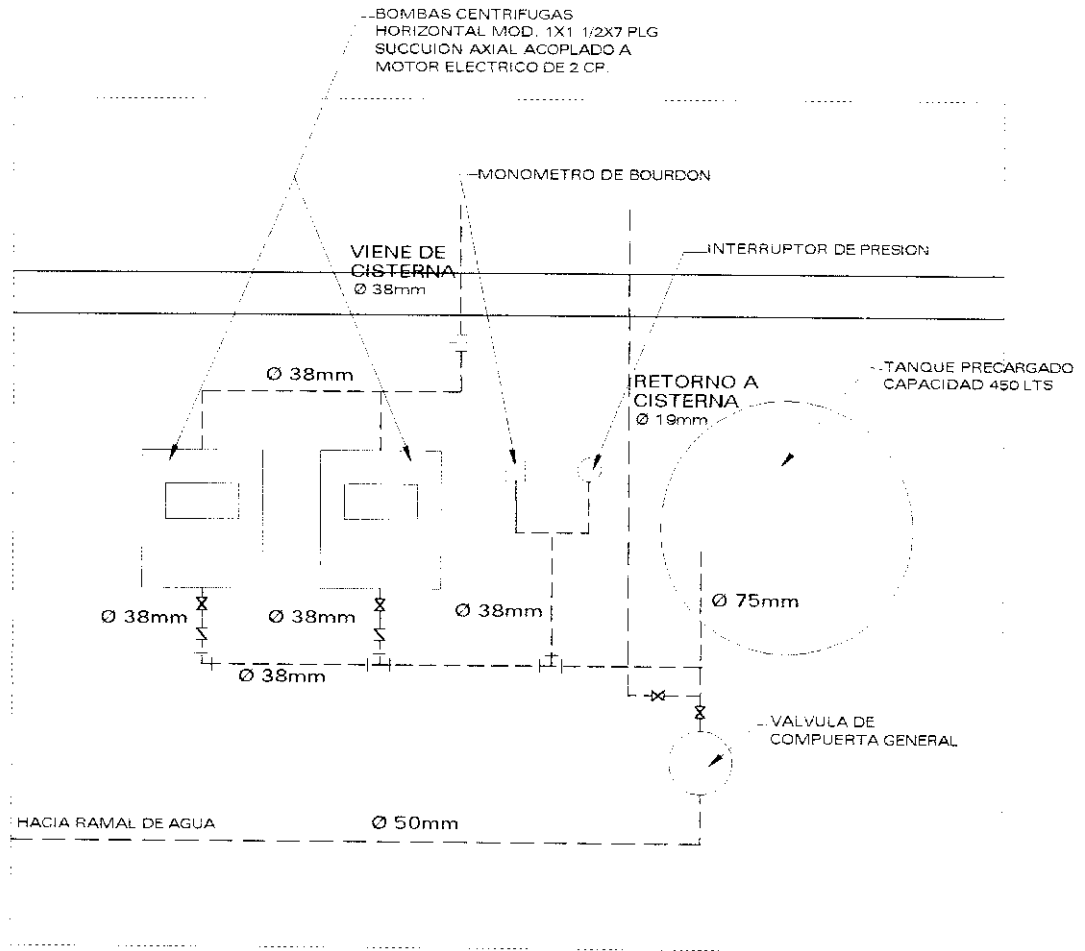 BOMBAS CENTRIFUGAS
HORIZONTAL MOD. 1X1 1/2X7 PLG
SUCCUION AXIAL ACOPLADO A
MOTOR ELECTRICO DE 2 CP.
MONOMETRO DE BOURDON
VIENE DE
CISTERNA
Ø 38mm
INTERRUPTOR DE PRESION
Ø 38mm
RETORNO A
CISTERNA
Ø 19mm
TANQUE PRECARGADO
CAPACIDAD 450 LTS
Ø 38mm
Ø 38mm
Ø 38mm
Ø 75mm
Ø 38mm
VALVULA DE
COMPUERTA GENERAL
HACIA RAMAL DE AGUA
Ø 50mm